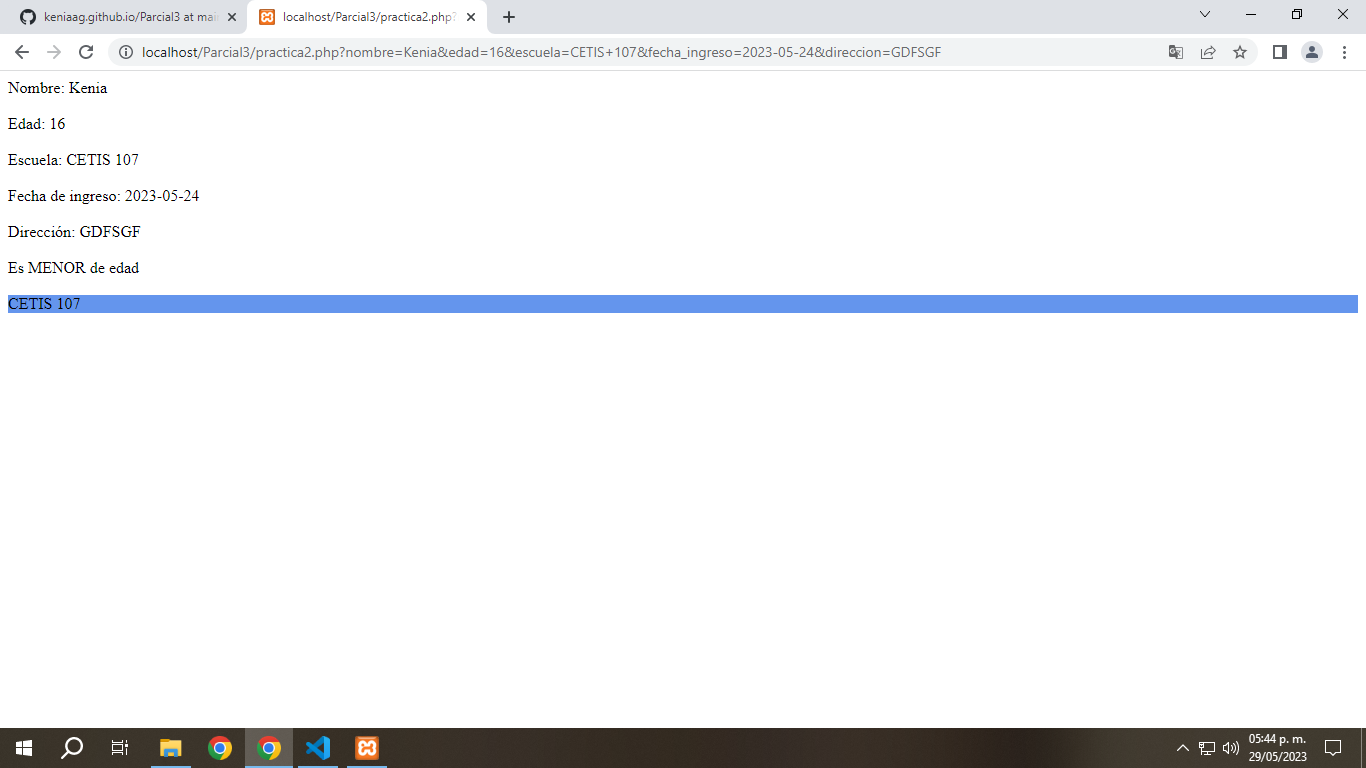 keniaag.github.io/Parcial3 at mai
localhost/Parcial3/practica2.php?
localhost/Parcial3/practica2.php?nombre=Kenia&edad=16&escuela=CETIS+107&fecha_ingreso=2023-05-24&direccion=GDFSGF
Nombre: Kenia
Edad: 16
Escuela: CETIS 107
Fecha de ingreso: 2023-05-24
Dirección: GDFSGF
Es MENOR de edad
CETIS 107
05:44 p. m.
29/05/2023